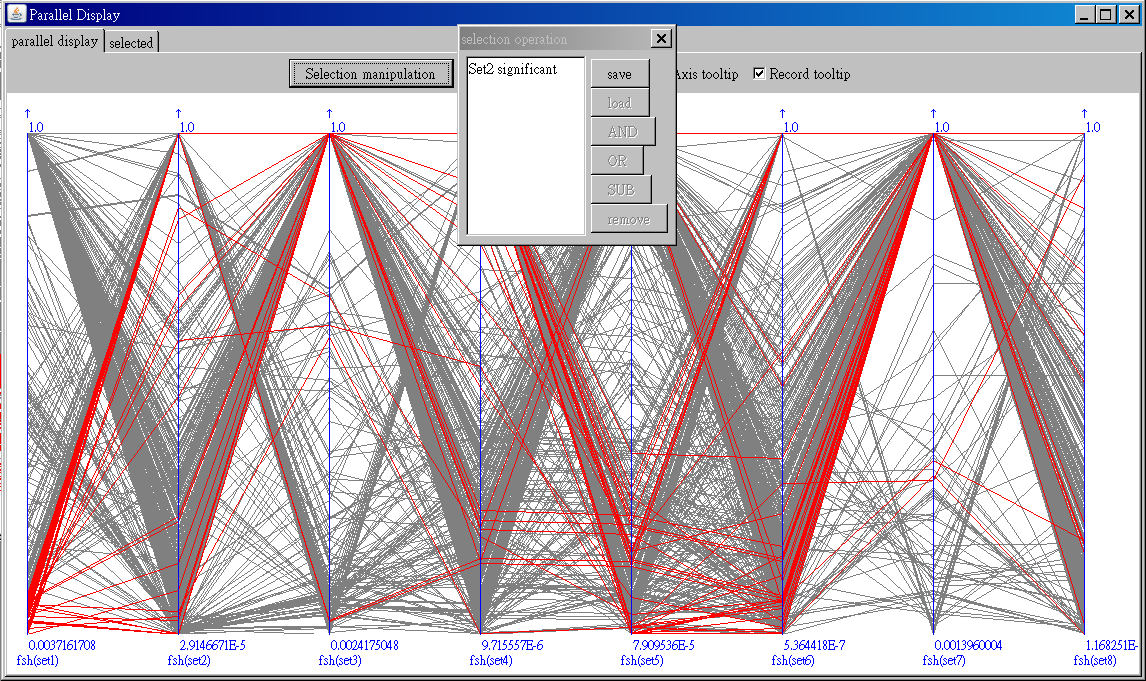 Parallel Display
parallel display
selected
Selection manipulation
Axis tooltip
Record tooltip
selection operation
Set2 significant
save
load
AND
OR
SUB
remove
1.0
1.0
1.0
1.0
1.0
1.0
0.0037161708
2.9146671E-5
0.0024175048
9.715557E-6
7.909536E-5
5.364418E-7
0.0013960004
1.168251E-
fsh(set1)
fsh(set2)
fsh(set3)
fsh(set4)
fsh(set5)
fsh(set6)
fsh(set7)
fsh(set8)